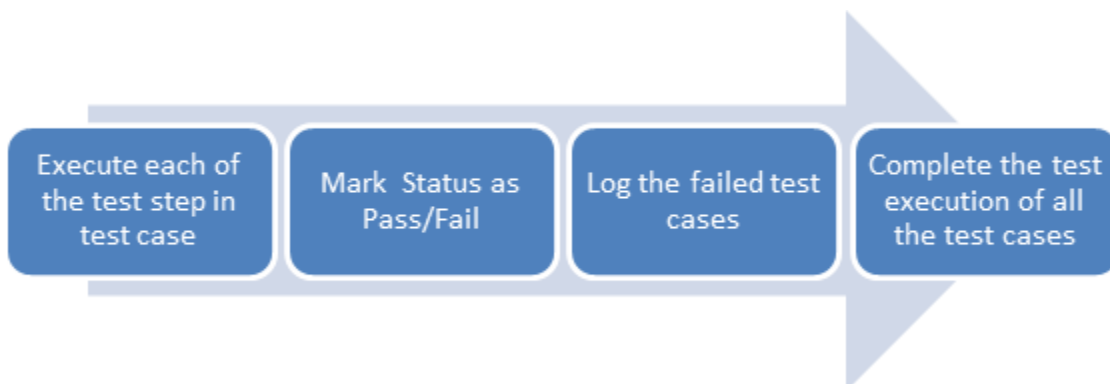 Execute each of
the test step in
test case
Mark  Status as
Pass/Fail
Log the failed test
cases
Complete the test
execution of all
the test cases